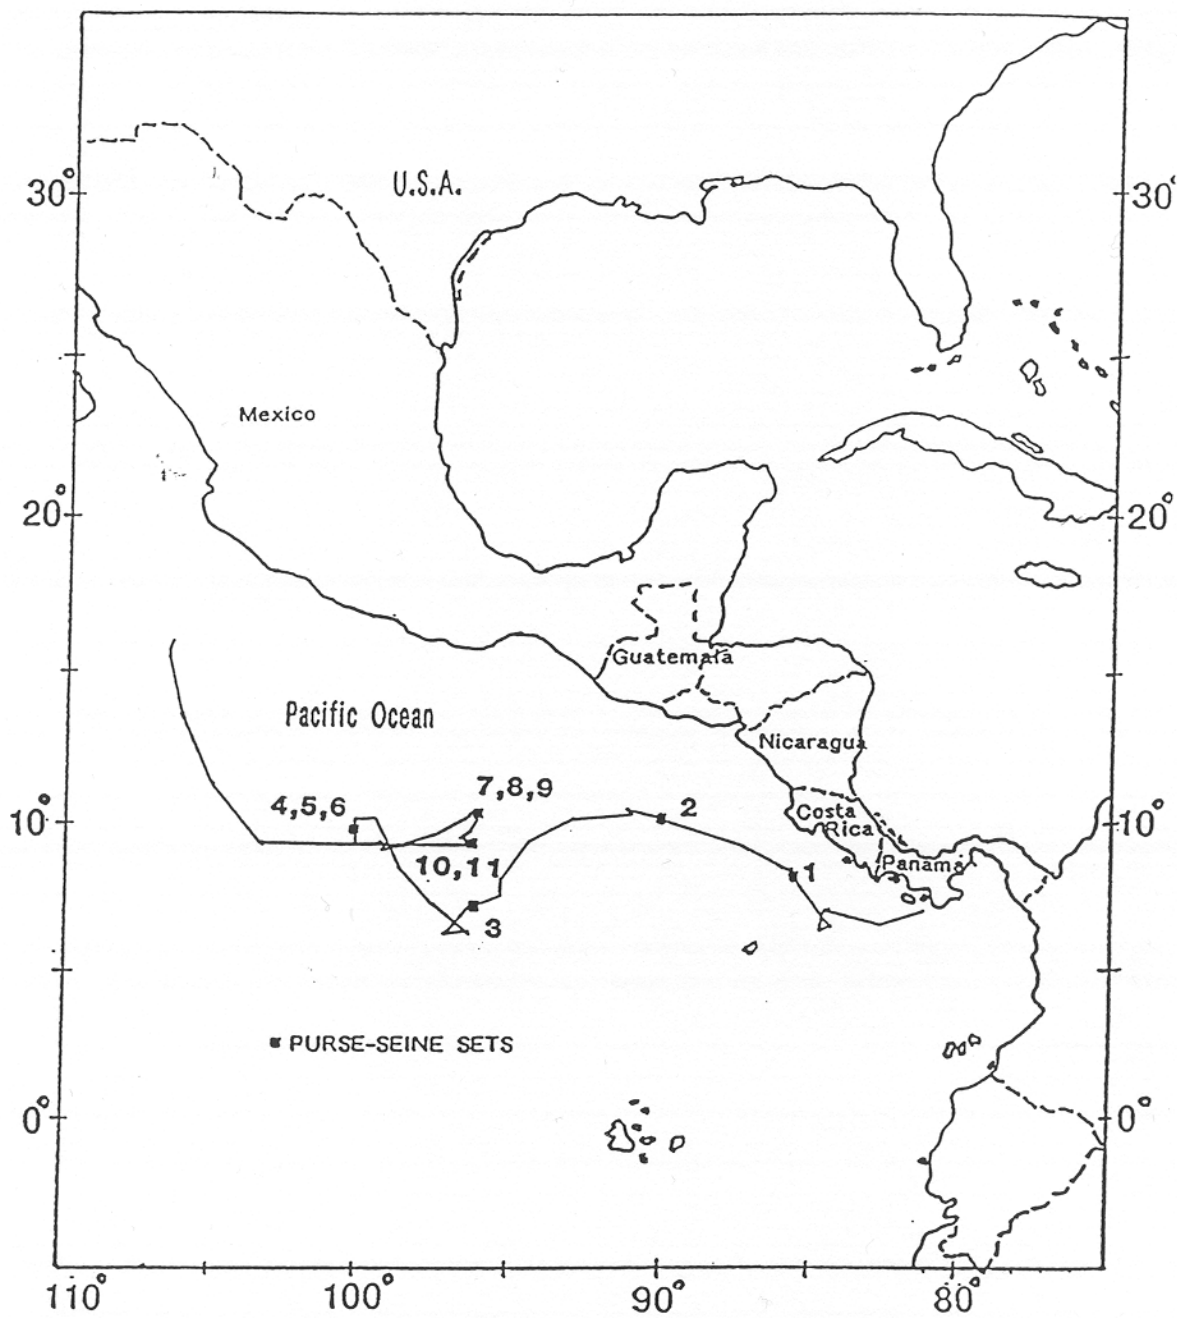 30° U.S.A. 30°
Mexico
20° 20°
Guatemala
Pacific Ocean
Nicaragua
7,8,9
4,5,6 2
10° Costa 10°
Rica
10,11 Panamá
1
3
PURSE-SEINE SETS
0° 0°
110° 100° 90° 80°